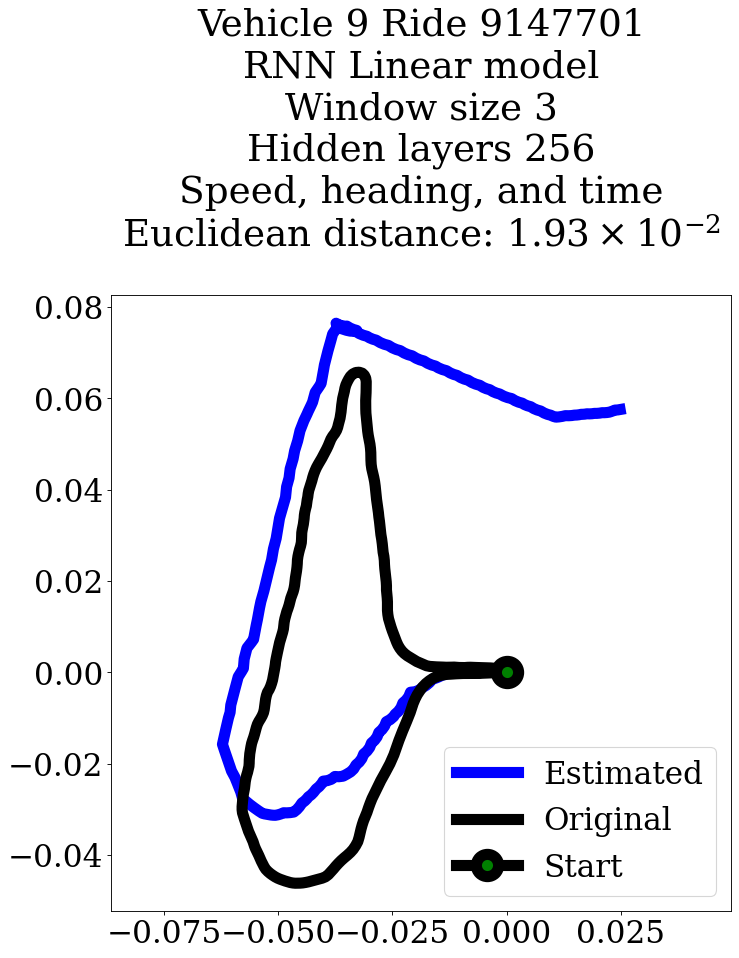 Vehicle 9 Ride 9147701
RNN Linear model
Window size 3
Hidden layers 256
Speed, heading, and time
Euclidean distance: 1.93 × 10⁻²
0.08
0.06
0.04
0.02
0.00
−0.02
−0.04
Estimated
Original
Start
−0.075 −0.050 −0.025 0.000 0.025